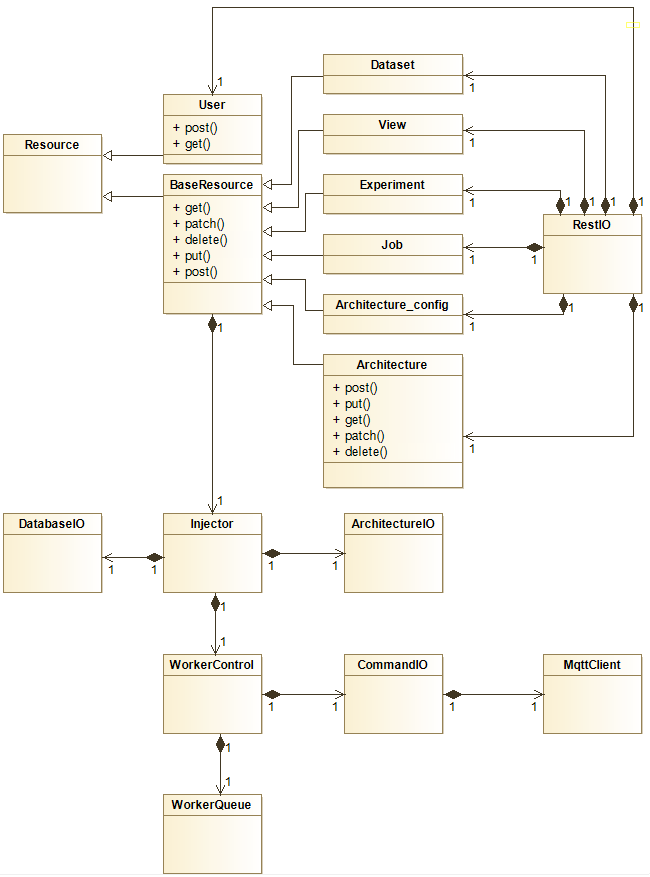 1
Dataset
1
User
+ post()
+ get()
View
1
Resource
BaseResource
+ get()
+ patch()
+ delete()
+ put()
+ post()
Experiment
1
1
1
1
1
RestIO
Job
1
1
Architecture_config
1
1
1
Architecture
+ post()
+ put()
+ get()
+ patch()
+ delete()
1
1
1
DatabaseIO
Injector
ArchitectureIO
1
1
1
1
1
1
WorkerControl
CommandIO
MqttClient
1
1
1
1
1
1
WorkerQueue